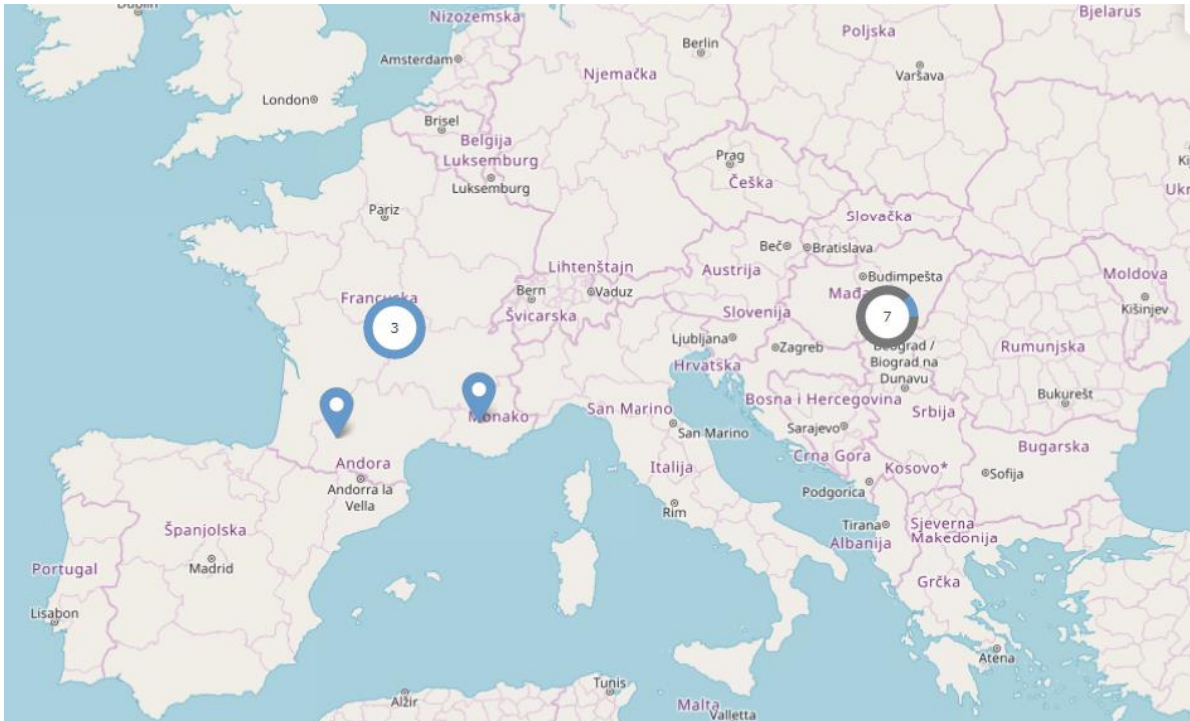 Dublin
Nizozemska
Bjelarus
Poljska
Berlin
Amsterdam
Njemačka
Varšava
London
Brisel
Belgija
Luksemburg
Luksemburg
Prag
Češka
Pariz
Slovačka
Beč
Bratislava
Lihtenštajn
Austrija
Budimpešta
Moldova
Bern
Vaduz
Francuska
Švicarska
Slovenija
Kišinjev
3
7
Ljubljana
Zagreb
Beograd /
Biograd na
Dunavu
Rumunjska
Hrvatska
Bosna i Hercegovina
Bukurešt
Srbija
Monako
San Marino
San Marino
Sarajevo
Bugarska
Crna Gora
Andora
Italija
Kosovo*
Sofija
Andorra la
Vella
Podgorica
Rim
Španjolska
Tirana
Sjeverna
Makedonija
Albanija
Madrid
Portugal
Grčka
Lisabon
Atena
Tunis
Alžir
Malta
Valletta